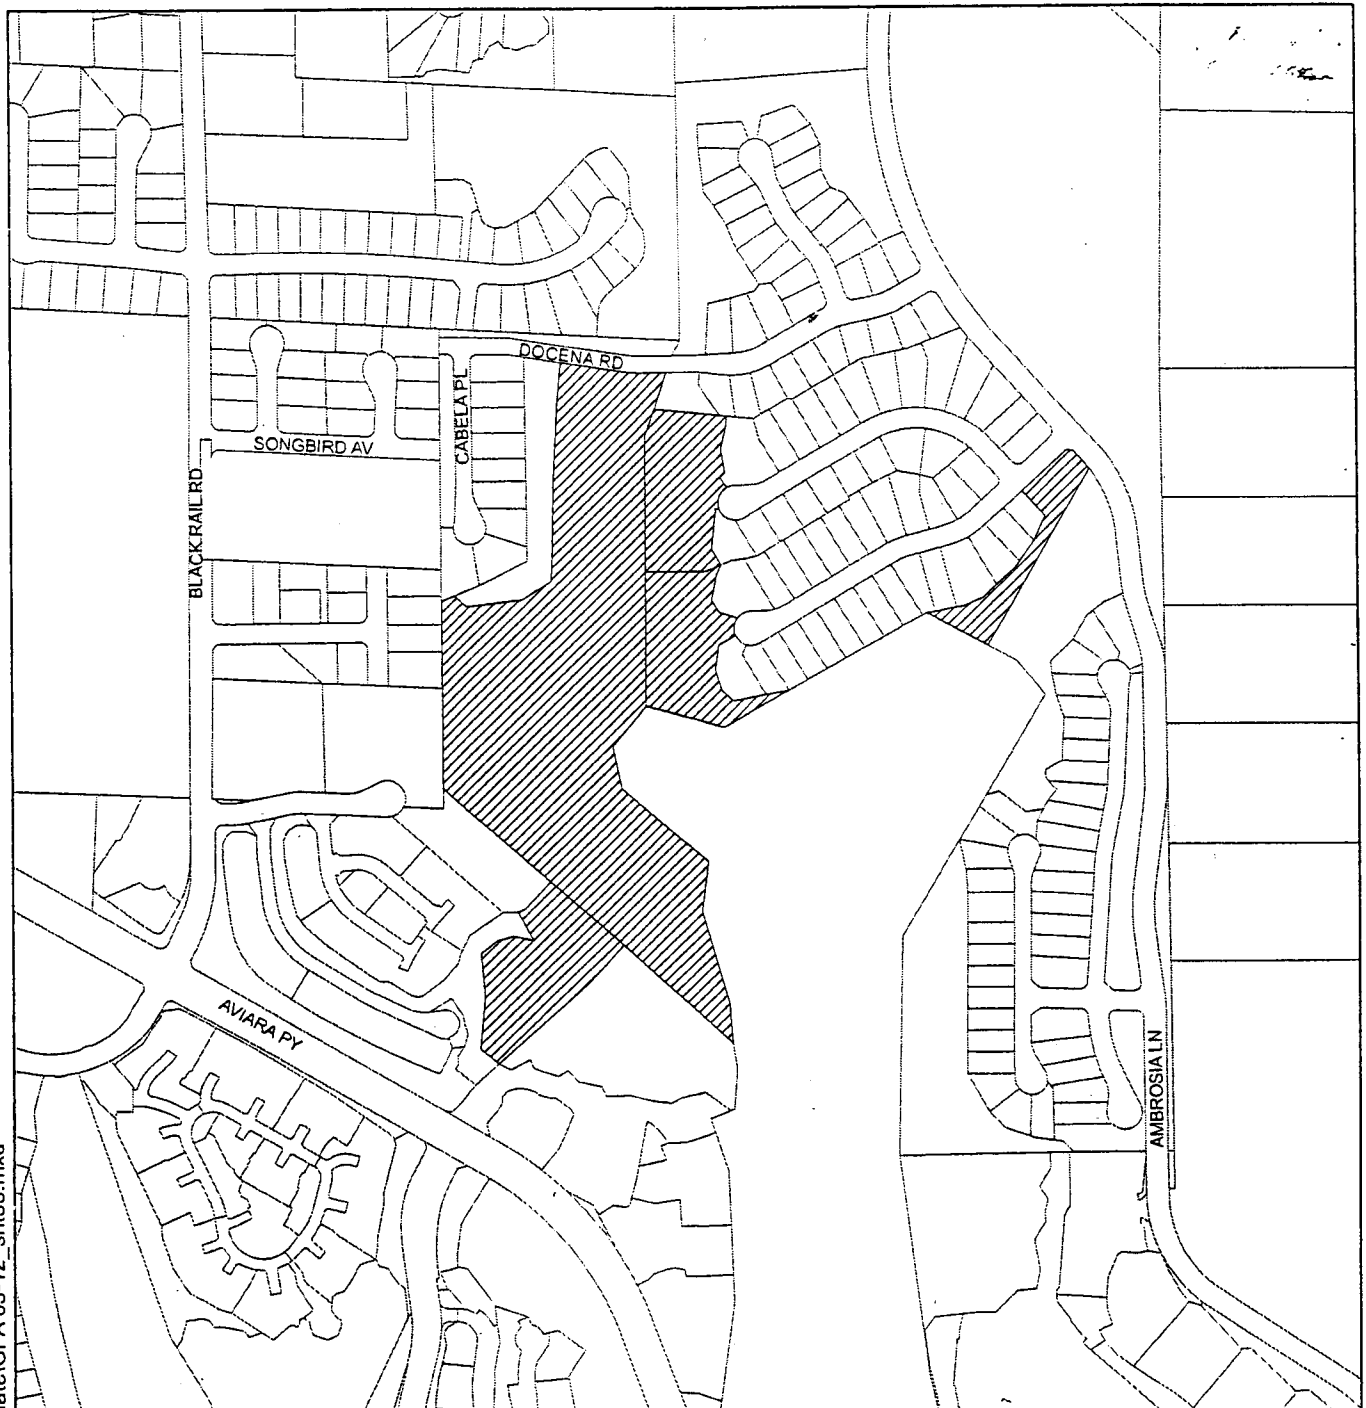 DOCENA RD
CABELA PL
SONGBIRD AV
BLACK RAIL RD
AVIARA PY
AMBROSIA LN